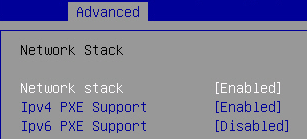 Advanced
Network Stack
Network stack [Enabled]
Ipv4 PXE Support [Enabled]
Ipv6 PXE Support [Disabled]